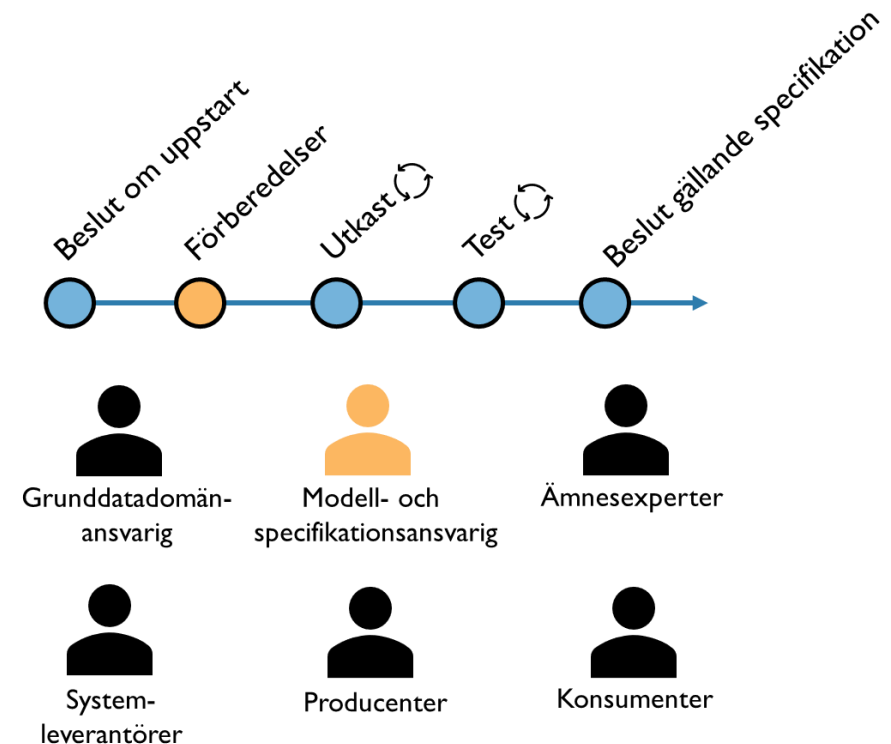 Beslut om uppstart
Förberedelser
Utkast
Test
Beslut gällande specifikation
Grunddatadomän-
ansvarig
Modell- och
specifikationsansvarig
Ämnesexperter
System-
leverantörer
Producenter
Konsumenter